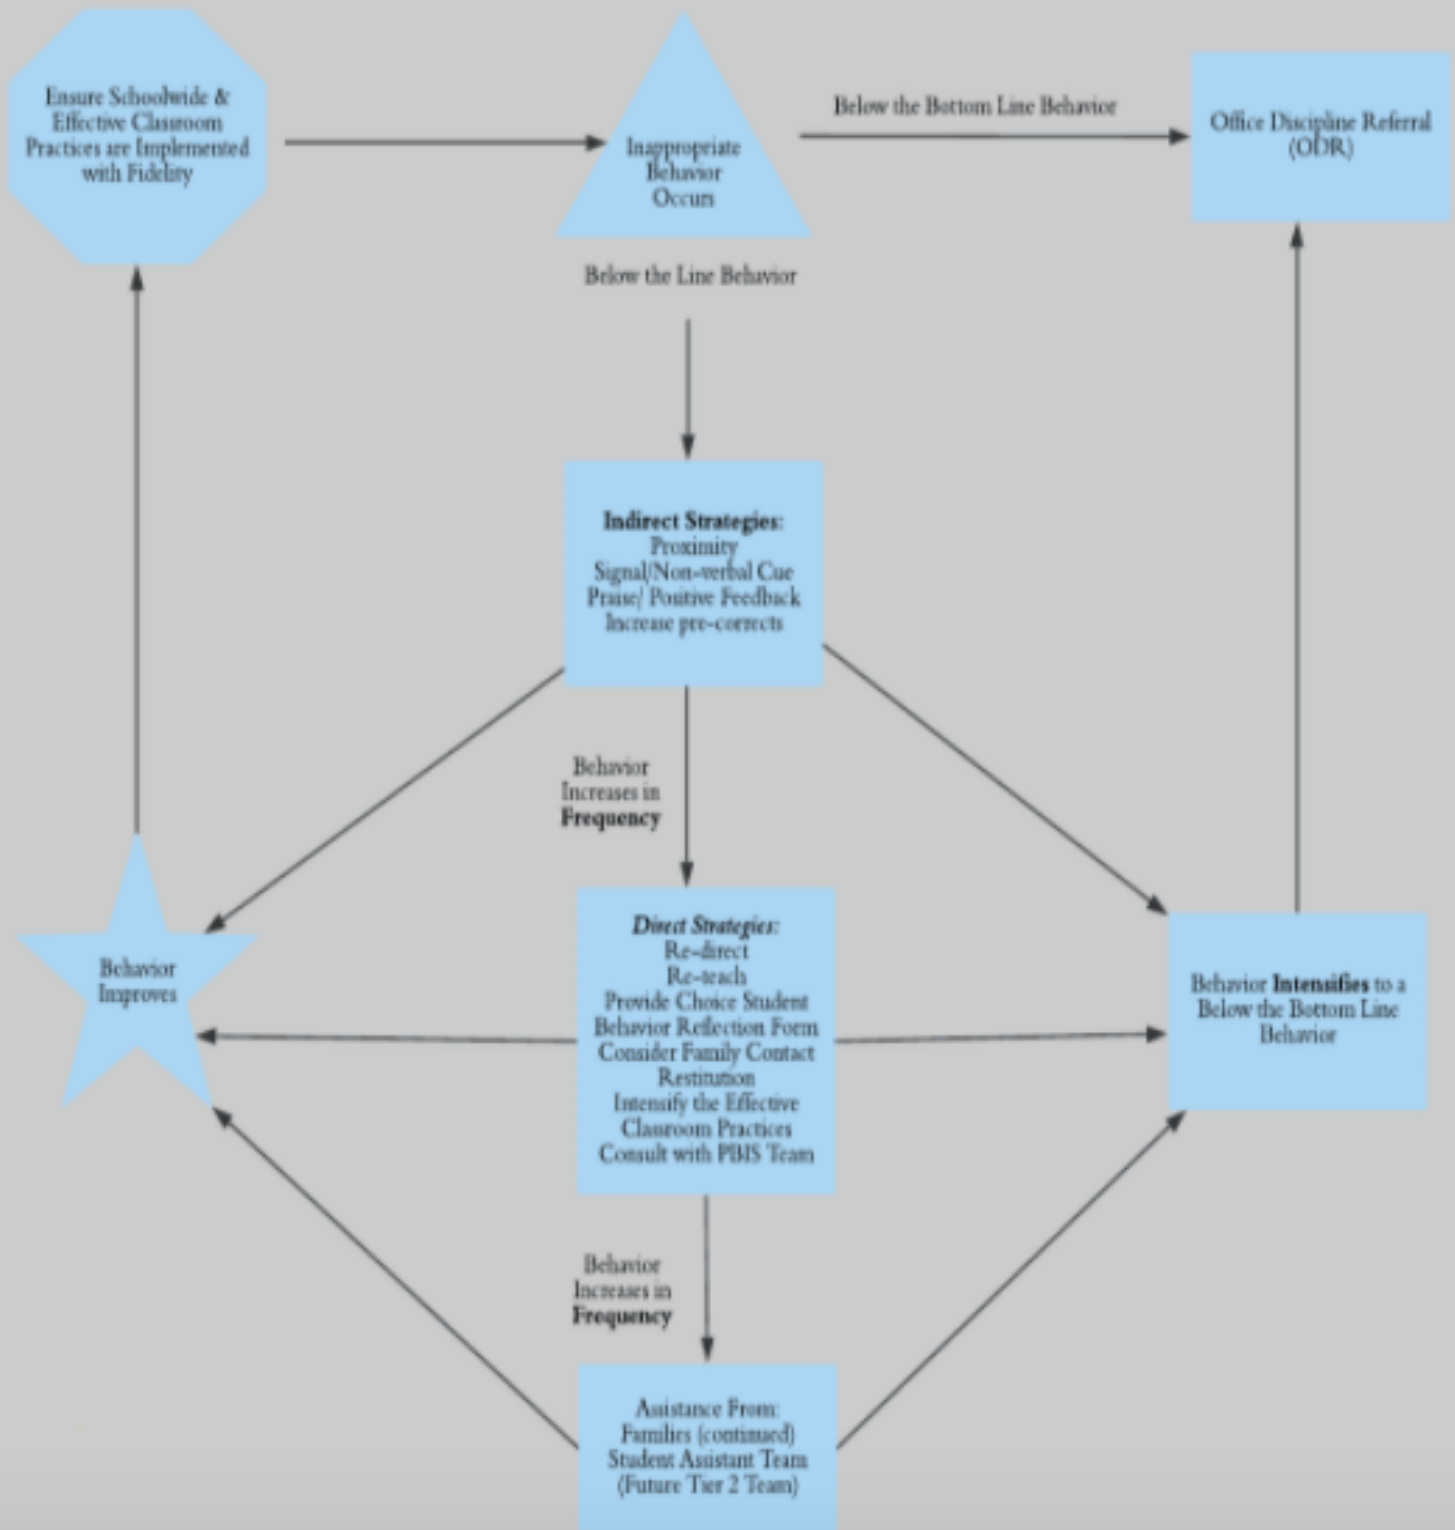 Ensure Schoolwide &
Effective Classroom
Practices are Implemented
with Fidelity
Inappropriate
Behavior
Occurs
Below the Bottom Line Behavior
Office Discipline Referral
(ODR)
Below the Line Behavior
Indirect Strategies:
Proximity
Signal/Non-verbal Cue
Praise/ Positive Feedback
Increase pre-corrects
Behavior
Increases in
Frequency
Direct Strategies:
Re-direct
Re-teach
Provide Choice Student
Behavior Reflection Form
Consider Family Contact
Restitution
Intensify the Effective
Classroom Practices
Consult with PBIS Team
Behavior
Improves
Behavior Intensifies to a
Below the Bottom Line
Behavior
Behavior
Increases in
Frequency
Assistance From:
Families (continued)
Student Assistant Team
(Future Tier 2 Team)